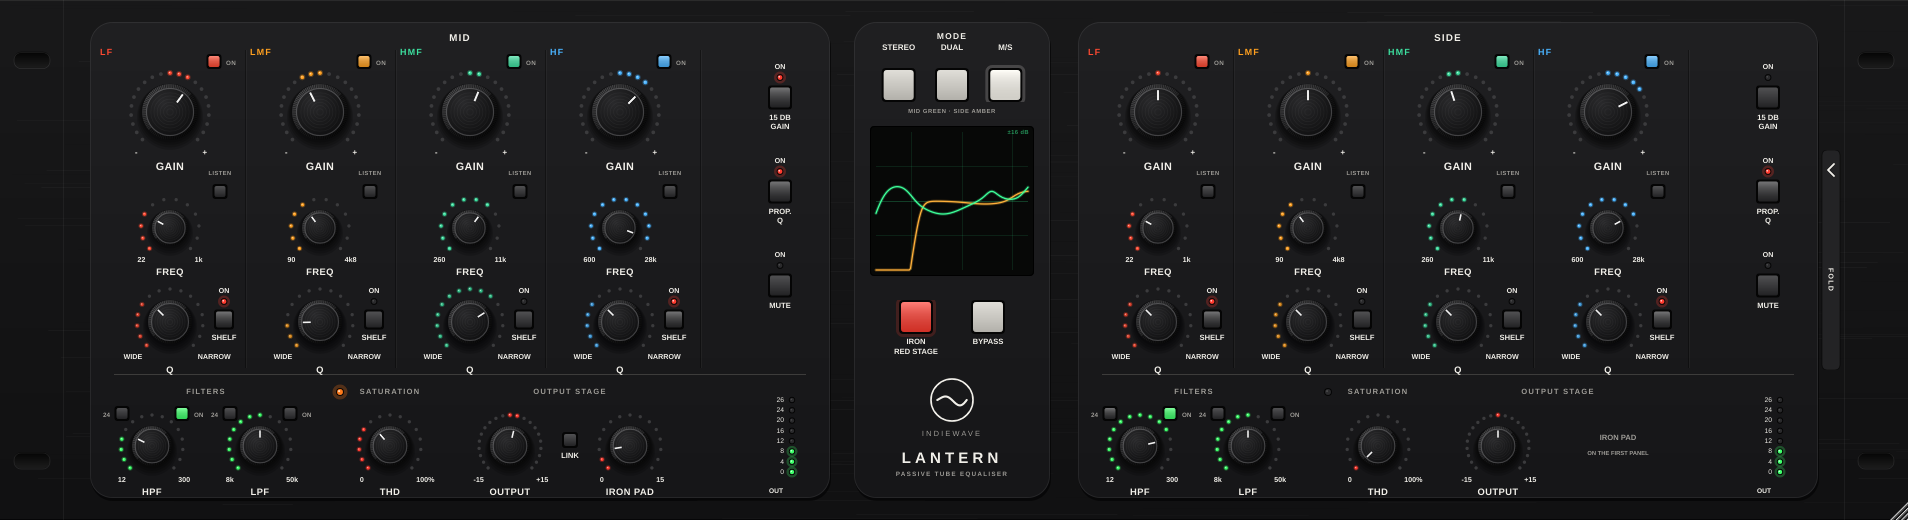 MID
LF
ON
LMF
ON
HMF
ON
HF
ON
- +
- +
- +
- +
GAIN
GAIN
GAIN
GAIN
LISTEN
LISTEN
LISTEN
LISTEN
22 1k
90 4k8
260 11k
600 28k
FREQ
FREQ
FREQ
FREQ
ON
ON
ON
ON
SHELF
SHELF
SHELF
SHELF
WIDE NARROW
WIDE NARROW
WIDE NARROW
WIDE NARROW
Q
Q
Q
Q
ON
15 DB
GAIN
ON
PROP.
Q
ON
MUTE
FILTERS
SATURATION
OUTPUT STAGE
24
ON
24
ON
LINK
12 300
8k 50k
0 100%
-15 +15
0 15
HPF
LPF
THD
OUTPUT
IRON PAD
26
24
20
16
12
8
4
0
OUT
MODE
STEREO
DUAL
M/S
MID GREEN · SIDE AMBER
±16 dB
IRON
RED STAGE
BYPASS
INDIEWAVE
LANTERN
PASSIVE TUBE EQUALISER
SIDE
LF
ON
LMF
ON
HMF
ON
HF
ON
- +
- +
- +
- +
GAIN
GAIN
GAIN
GAIN
LISTEN
LISTEN
LISTEN
LISTEN
22 1k
90 4k8
260 11k
600 28k
FREQ
FREQ
FREQ
FREQ
ON
ON
ON
ON
SHELF
SHELF
SHELF
SHELF
WIDE NARROW
WIDE NARROW
WIDE NARROW
WIDE NARROW
Q
Q
Q
Q
ON
15 DB
GAIN
ON
PROP.
Q
ON
MUTE
FILTERS
SATURATION
OUTPUT STAGE
24
ON
24
ON
12 300
8k 50k
0 100%
-15 +15
HPF
LPF
THD
OUTPUT
IRON PAD
ON THE FIRST PANEL
26
24
20
16
12
8
4
0
OUT
FOLD